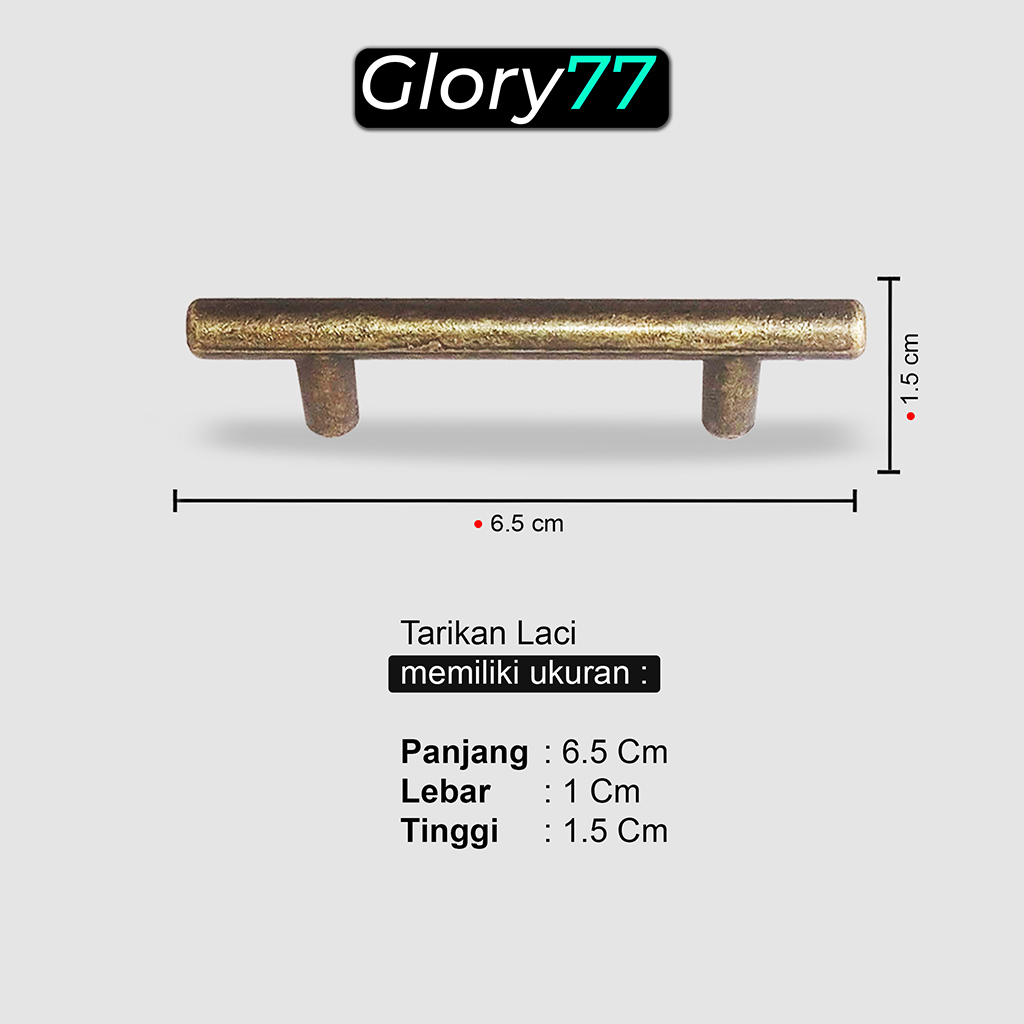 Glory77
1.5 cm
6.5 cm
Tarikan Laci
memiliki ukuran :
Panjang : 6.5 Cm
Lebar : 1 Cm
Tinggi : 1.5 Cm